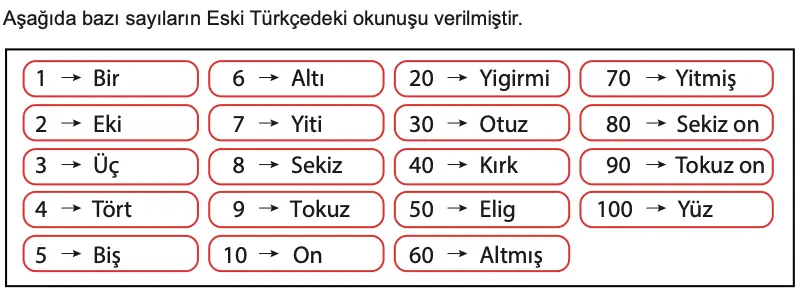 Aşağıda bazı sayıların Eski Türkçedeki okunuşu verilmiştir.
1 → Bir 6 → Altı 20 → Yigirmi 70 → Yitmiş
2 → Eki 7 → Yiti 30 → Otuz 80 → Sekiz on
3 → Üç 8 → Sekiz 40 → Kırk 90 → Tokuz on
4 → Tört 9 → Tokuz 50 → Elig 100 → Yüz
5 → Biş 10 → On 60 → Altmış